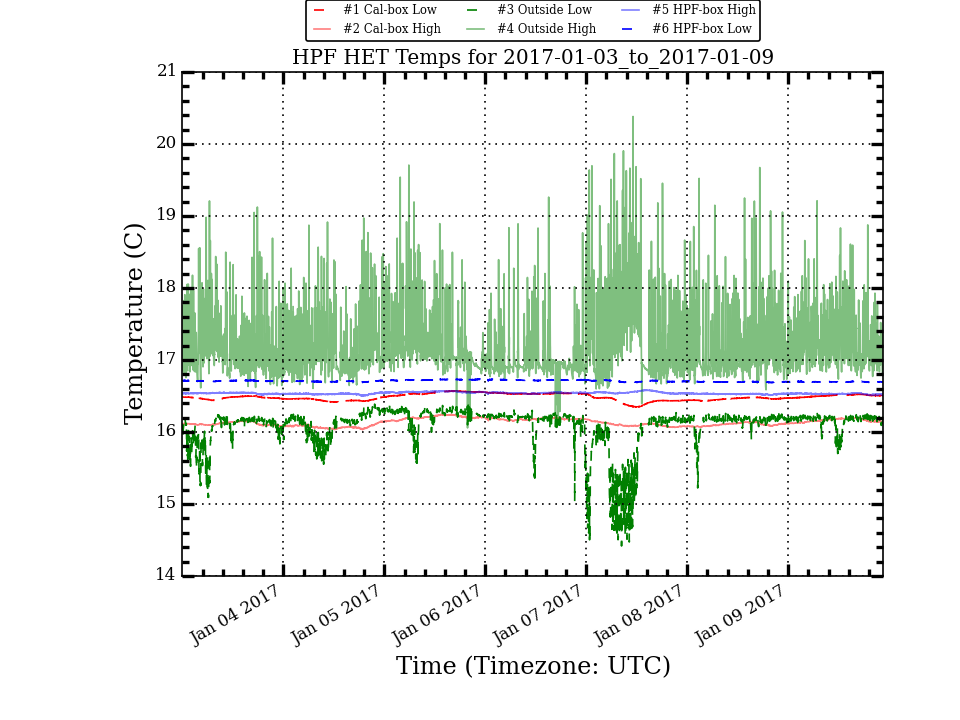 #1 Cal-box Low #3 Outside Low #5 HPF-box High
#2 Cal-box High #4 Outside High #6 HPF-box Low
HPF HET Temps for 2017-01-03_to_2017-01-09
21
20
19
18
17
16
15
14
Temperature (C)
Jan 04 2017 Jan 05 2017 Jan 06 2017 Jan 07 2017 Jan 08 2017 Jan 09 2017
Time (Timezone: UTC)